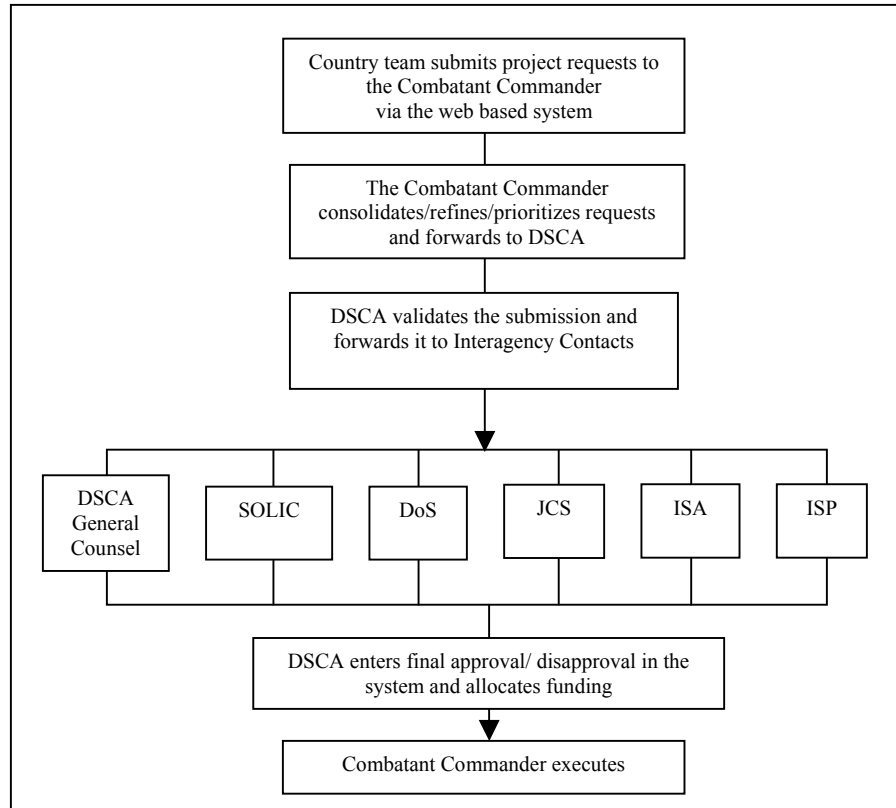 Country team submits project requests to
the Combatant Commander
via the web based system
The Combatant Commander
consolidates/refines/prioritizes requests
and forwards to DSCA
DSCA validates the submission and
forwards it to Interagency Contacts
DSCA
General
Counsel
SOLIC
DoS
JCS
ISA
ISP
DSCA enters final approval/ disapproval in the
system and allocates funding
Combatant Commander executes